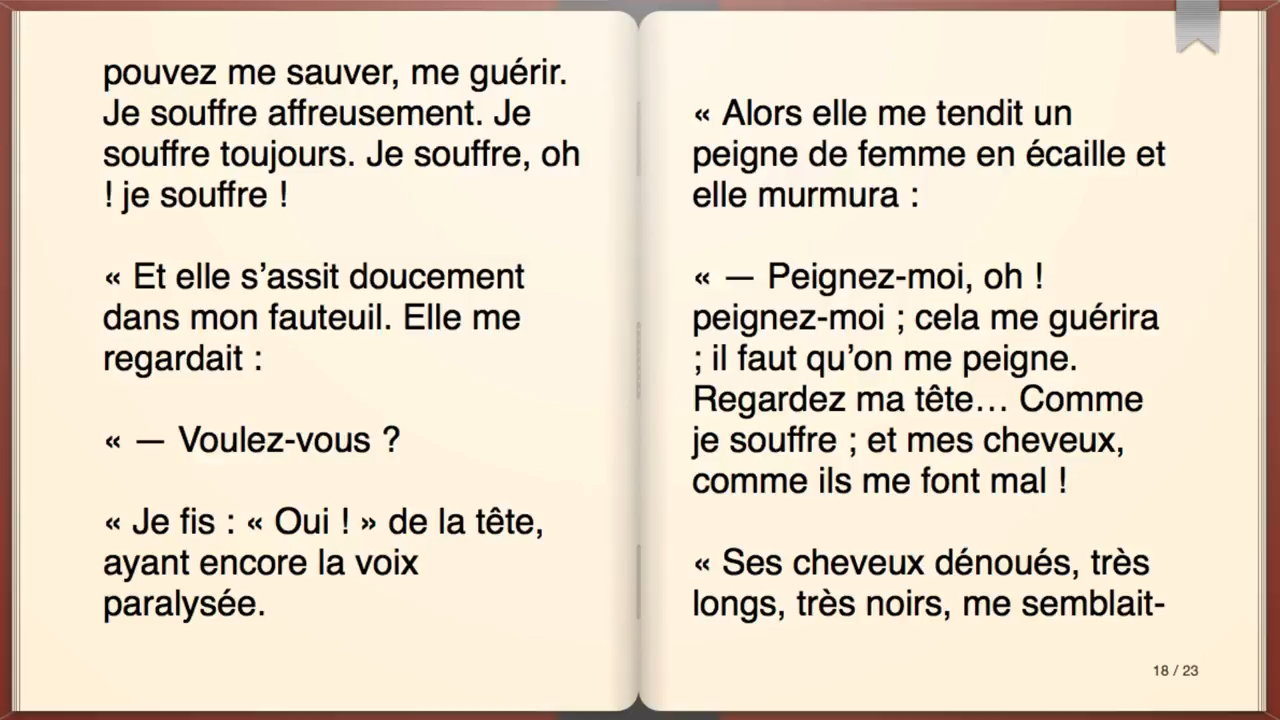 pouvez me sauver, me guérir.
Je souffre affreusement. Je
souffre toujours. Je souffre, oh
! je souffre !
« Et elle s’assit doucement
dans mon fauteuil. Elle me
regardait :
« — Voulez-vous ?
« Je fis : « Oui ! » de la tête,
ayant encore la voix
paralysée.
« Alors elle me tendit un
peigne de femme en écaille et
elle murmura :
« — Peignez-moi, oh !
peignez-moi ; cela me guérira
; il faut qu’on me peigne.
Regardez ma tête… Comme
je souffre ; et mes cheveux,
comme ils me font mal !
« Ses cheveux dénoués, très
longs, très noirs, me semblait-
18 / 23